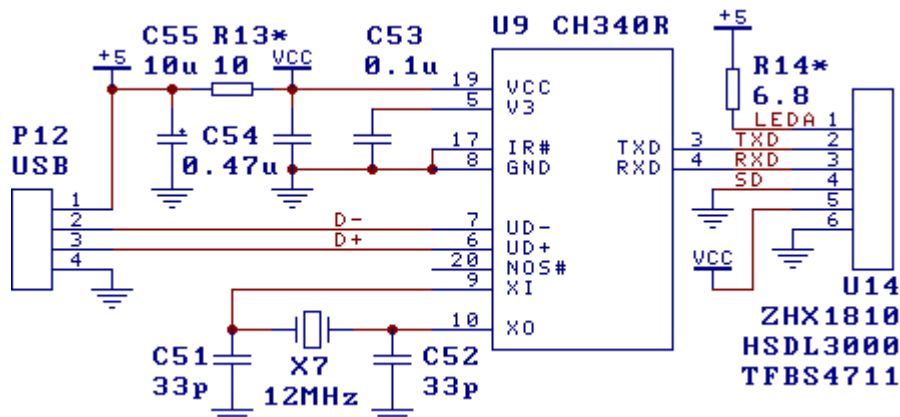 U9 CH340R
+5
C55 R13* C53
+5 VCC
10u 10 0.1u
R14*
6.8
19 VCC
5 V3
P12
USB
C54
0.47u
17 IR#
8 GND
TXD 3
RXD 4
LEDA 1
TXD 2
RXD 3
SD 4
5
6
1
2 D- 7 UD-
3 D+ 6 UD+
4
20 NOS#
9 XI
VCC
10 XO
U14
ZHX1810
HSDL3000
TFBS4711
C51 X7 C52
33p 12MHz 33p